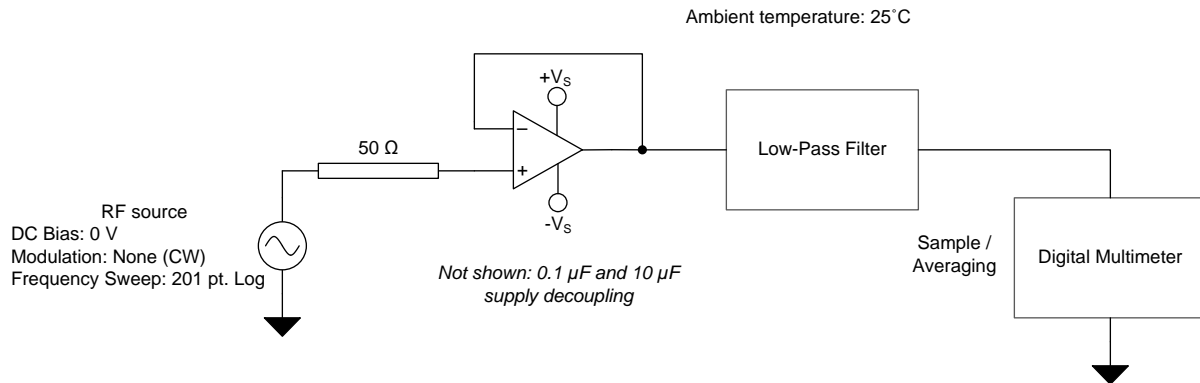 Ambient temperature: 25˚C
+VS
50 Ω
−
+
-VS
Low-Pass Filter
RF source
DC Bias: 0 V
Modulation: None (CW)
Frequency Sweep: 201 pt. Log
Not shown: 0.1 µF and 10 µF
supply decoupling
Sample /
Averaging
Digital Multimeter